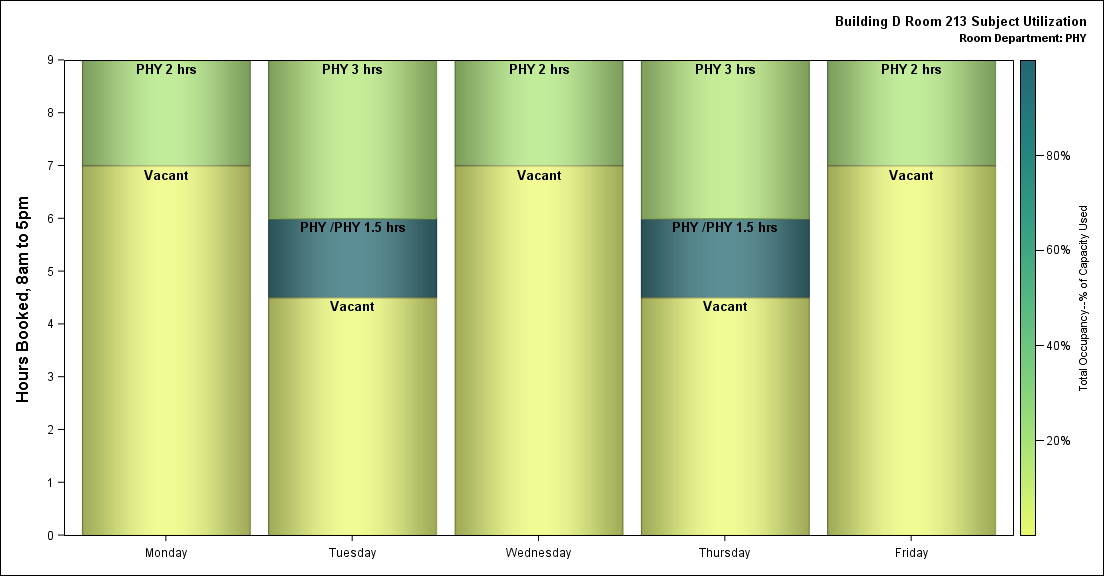 Building D Room 213 Subject Utilization
Room Department: PHY
Hours Booked, 8am to 5pm
9
8
7
6
5
4
3
2
1
0
PHY 2 hrs
Vacant
PHY 3 hrs
PHY /PHY 1.5 hrs
Vacant
PHY 2 hrs
Vacant
PHY 3 hrs
PHY /PHY 1.5 hrs
Vacant
PHY 2 hrs
Vacant
Monday
Tuesday
Wednesday
Thursday
Friday
80%
60%
40%
20%
Total Occupancy--% of Capacity Used